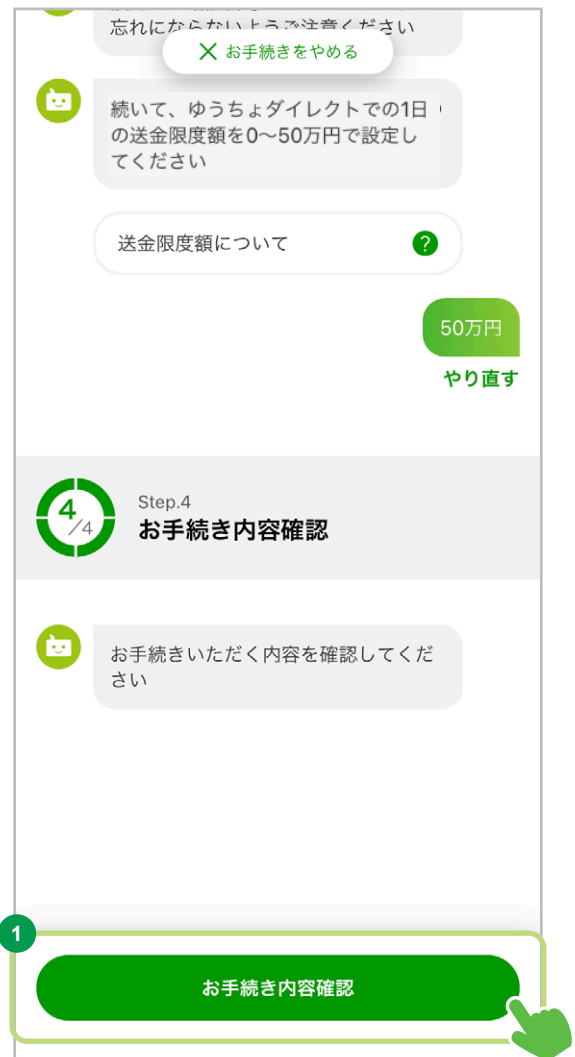 忘れにならないようご注意ください
お手続きをやめる
続いて、ゆうちょダイレクトでの1日
の送金限度額を0〜50万円で設定し
てください
送金限度額について
?
50万円
やり直す
4/4
Step.4
お手続き内容確認
お手続きいただく内容を確認してくだ
さい
1
お手続き内容確認